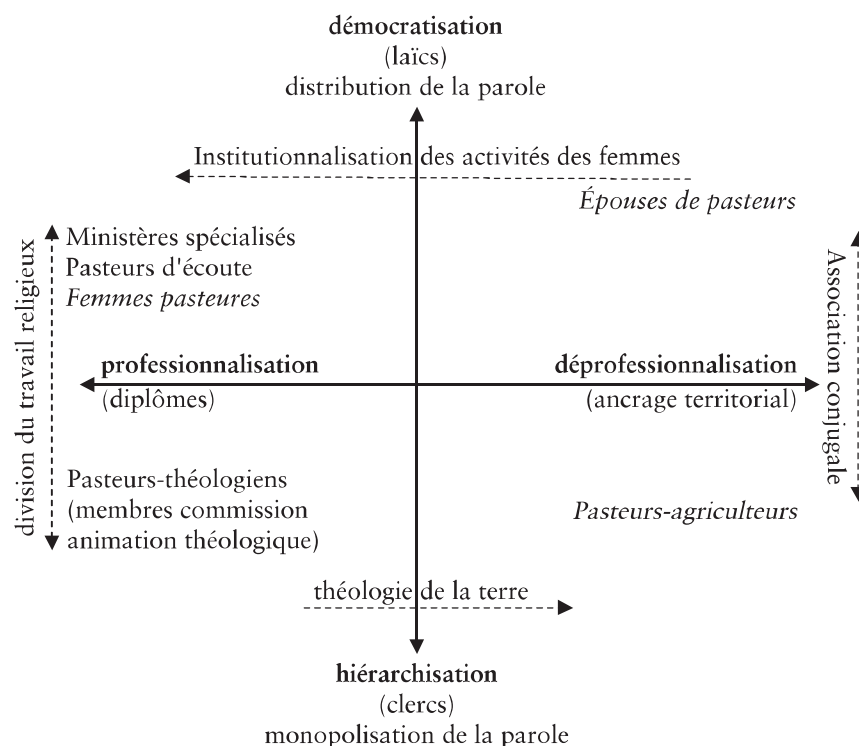 démocratisation
(laïcs)
distribution de la parole
Institutionnalisation des activités des femmes
Épouses de pasteurs
Ministères spécialisés
Pasteurs d'écoute
Femmes pasteures
division du travail religieux
Association conjugale
professionnalisation
(diplômes)
déprofessionnalisation
(ancrage territorial)
Pasteurs-théologiens
(membres commission
animation théologique)
Pasteurs-agriculteurs
théologie de la terre
hiérarchisation
(clercs)
monopolisation de la parole